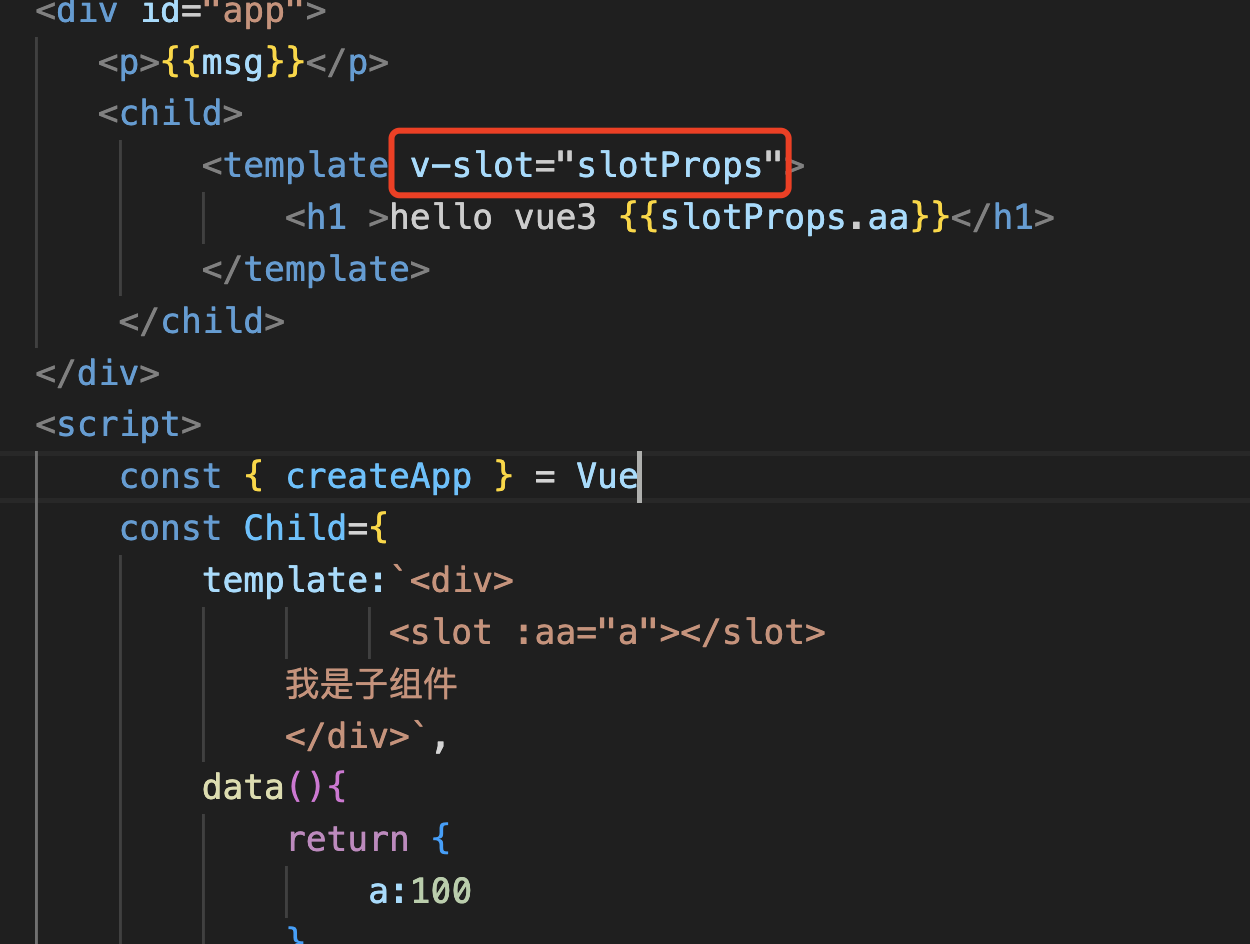 <div id="app">
<p>{{msg}}</p>
<child>
<template v-slot="slotProps">
<h1 >hello vue3 {{slotProps.aa}}</h1>
</template>
</child>
</div>
<script>
const { createApp } = Vue
const Child={
template:`<div>
<slot :aa="a"></slot>
我是子组件
</div>`,
data(){
return {
a:100
}